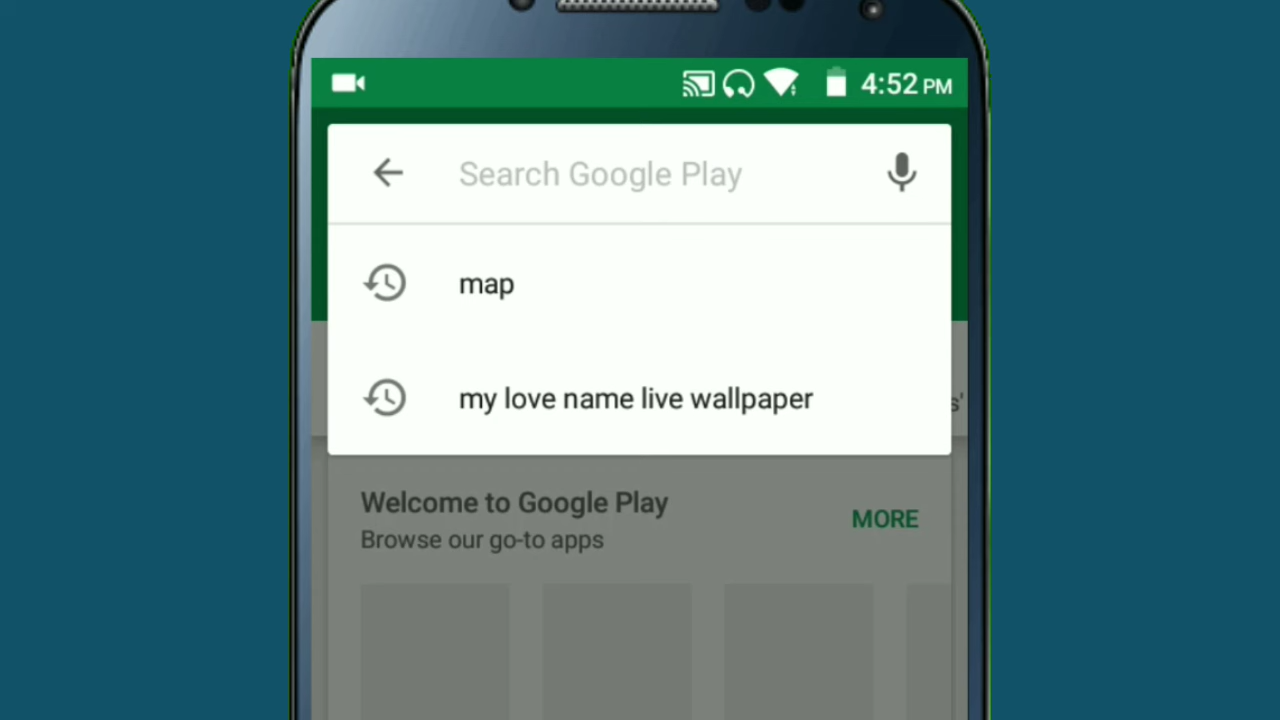 4:52 PM
Search Google Play
map
my love name live wallpaper
s'
Welcome to Google Play
MORE
Browse our go-to apps